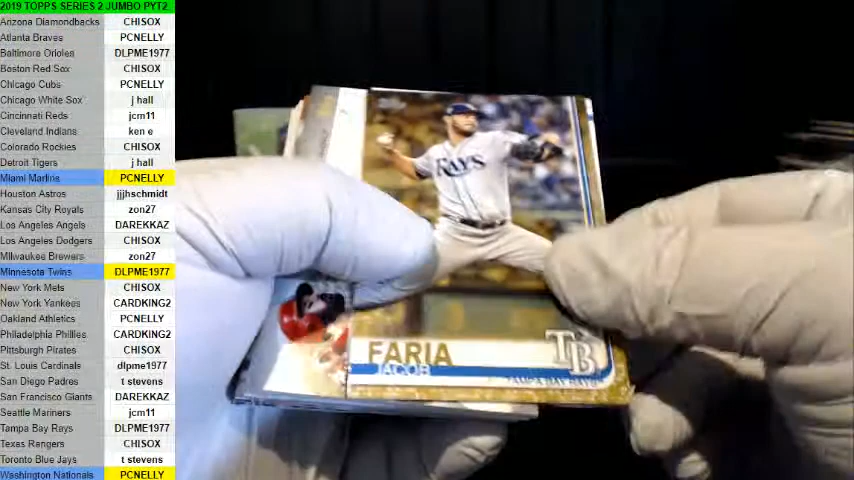 2019 TOPPS SERIES 2 JUMBO PYT2
Arizona Diamondbacks CHISOX
Atlanta Braves PCNELLY
Baltimore Orioles DLPME1977
Boston Red Sox CHISOX
Chicago Cubs PCNELLY
Chicago White Sox j hall
Cincinnati Reds jcm11
Cleveland Indians ken e
Colorado Rockies CHISOX
Detroit Tigers j hall
Miami Marlins PCNELLY
Houston Astros jjjhschmidt
Kansas City Royals zon27
Los Angeles Angels DAREKKAZ
Los Angeles Dodgers CHISOX
Milwaukee Brewers zon27
Minnesota Twins DLPME1977
New York Mets CHISOX
New York Yankees CARDKING2
Oakland Athletics PCNELLY
Philadelphia Phillies CARDKING2
Pittsburgh Pirates CHISOX
St. Louis Cardinals dlpme1977
San Diego Padres t stevens
San Francisco Giants DAREKKAZ
Seattle Mariners jcm11
Tampa Bay Rays DLPME1977
Texas Rangers CHISOX
Toronto Blue Jays t stevens
Washington Nationals PCNELLY
RAYS
FARIA
JACOB
TB
TAMPA BAY RAYS